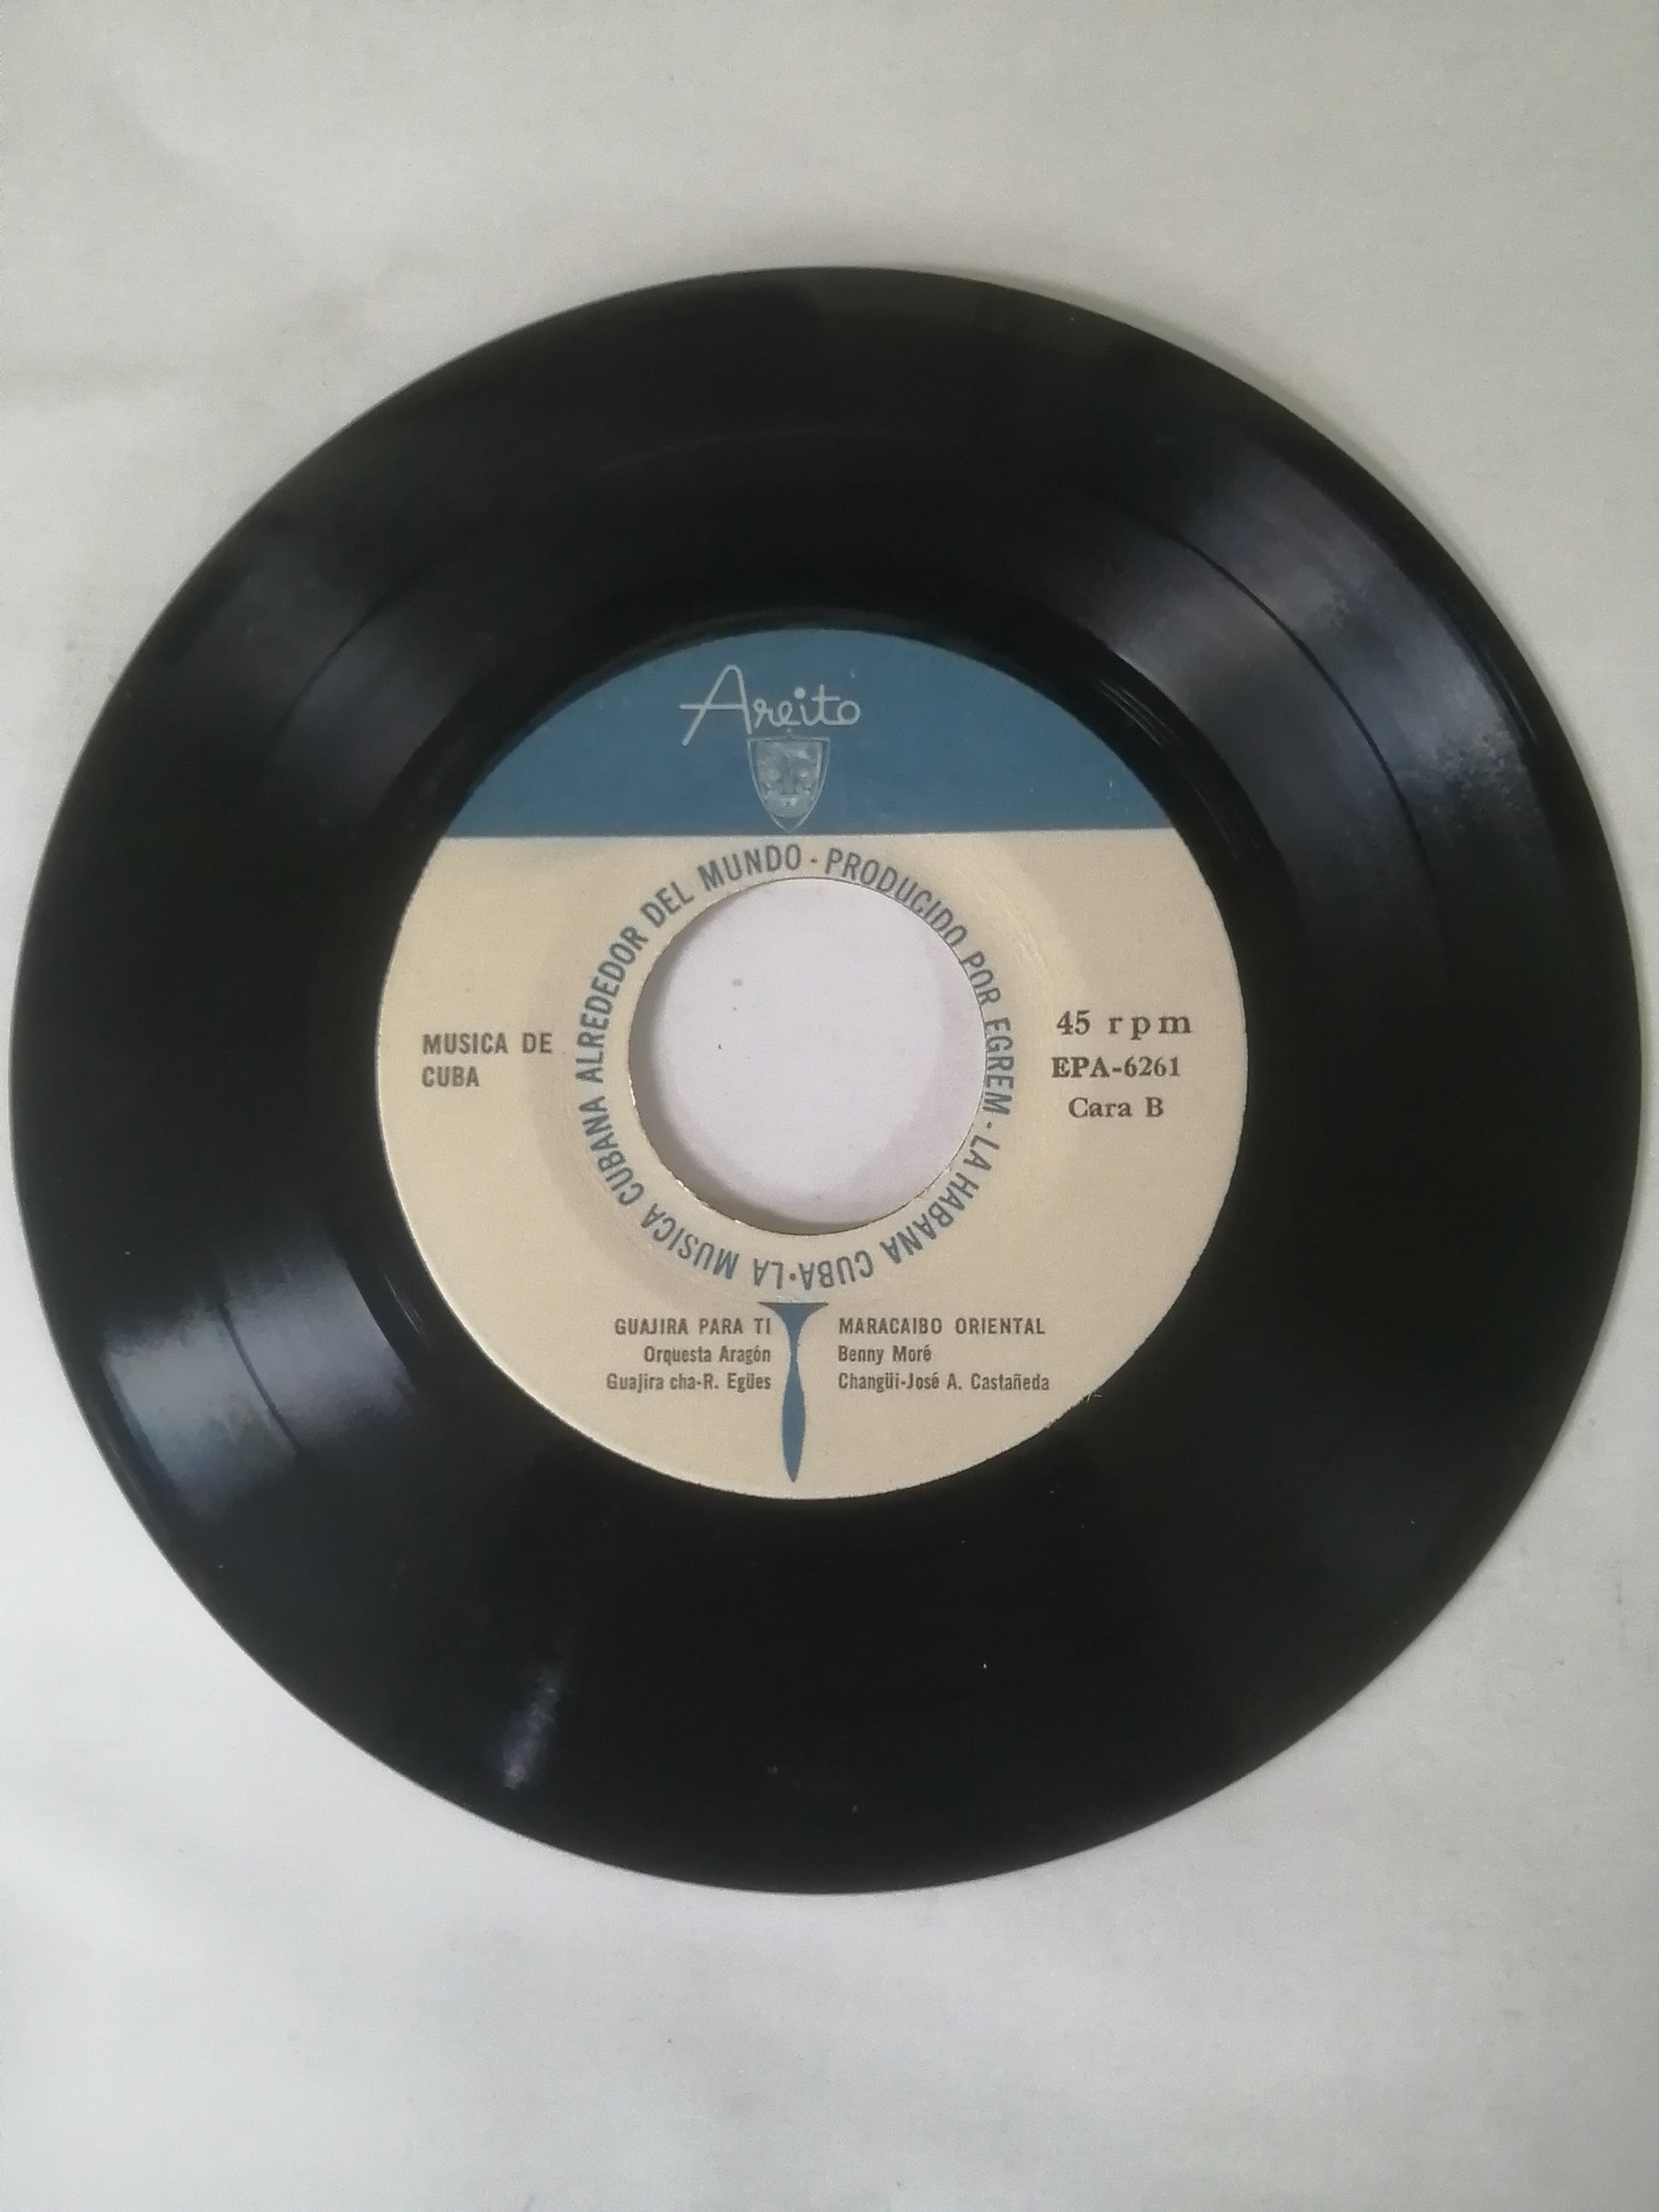 Areito
LA MUSICA CUBANA ALREDEDOR DEL MUNDO - PRODUCIDO POR EGREM - LA HABANA CUBA •
MUSICA DE
CUBA
45 rpm
EPA-6261
Cara B
GUAJIRA PARA TI
Orquesta Aragón
Guajira cha-R. Egües
MARACAIBO ORIENTAL
Benny Moré
Changüi-José A. Castañeda